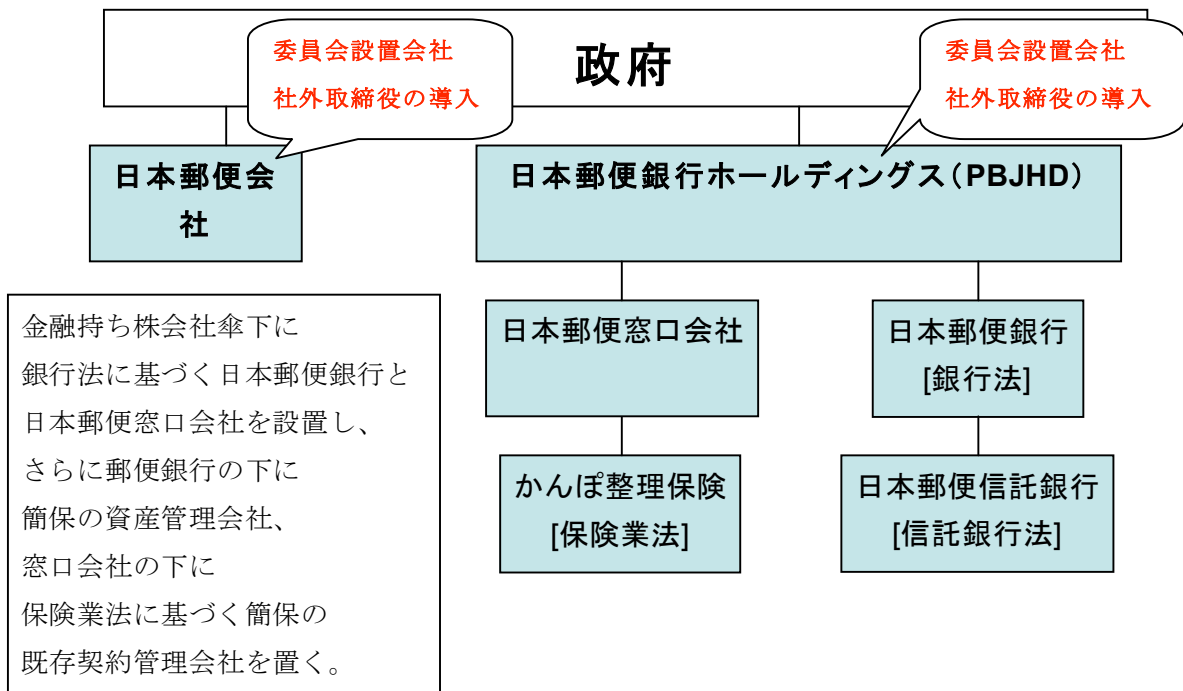 政府
委員会設置会社
社外取締役の導入
委員会設置会社
社外取締役の導入
日本郵便会
社
日本郵便銀行ホールディングス（PBJHD）
日本郵便窓口会社
日本郵便銀行
[銀行法]
かんぽ整理保険
[保険業法]
日本郵便信託銀行
[信託銀行法]
金融持ち株会社傘下に
銀行法に基づく日本郵便銀行と
日本郵便窓口会社を設置し、
さらに郵便銀行の下に
簡保の資産管理会社、
窓口会社の下に
保険業法に基づく簡保の
既存契約管理会社を置く。